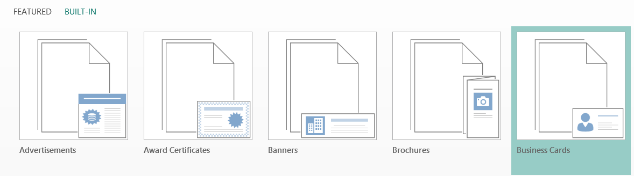 FEATURED BUILT-IN
Advertisements Award Certificates Banners Brochures Business Cards